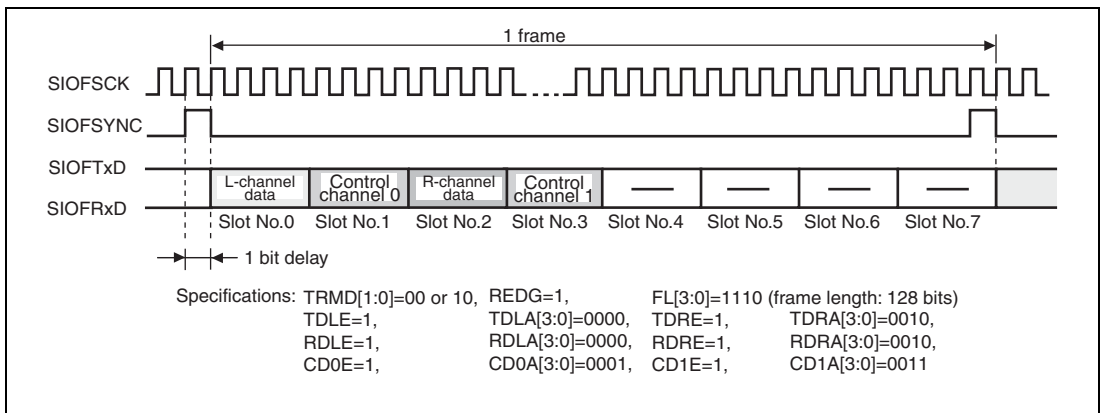 1 frame
SIOFSCK
SIOFSYNC
SIOFTxD
SIOFRxD
L-channel data
Control channel 0
R-channel data
Control channel 1
Slot No.0 Slot No.1 Slot No.2 Slot No.3 Slot No.4 Slot No.5 Slot No.6 Slot No.7
1 bit delay
Specifications: TRMD[1:0]=00 or 10, REDG=1, FL[3:0]=1110 (frame length: 128 bits)
TDLE=1, TDLA[3:0]=0000, TDRE=1, TDRA[3:0]=0010,
RDLE=1, RDLA[3:0]=0000, RDRE=1, RDRA[3:0]=0010,
CD0E=1, CD0A[3:0]=0001, CD1E=1, CD1A[3:0]=0011